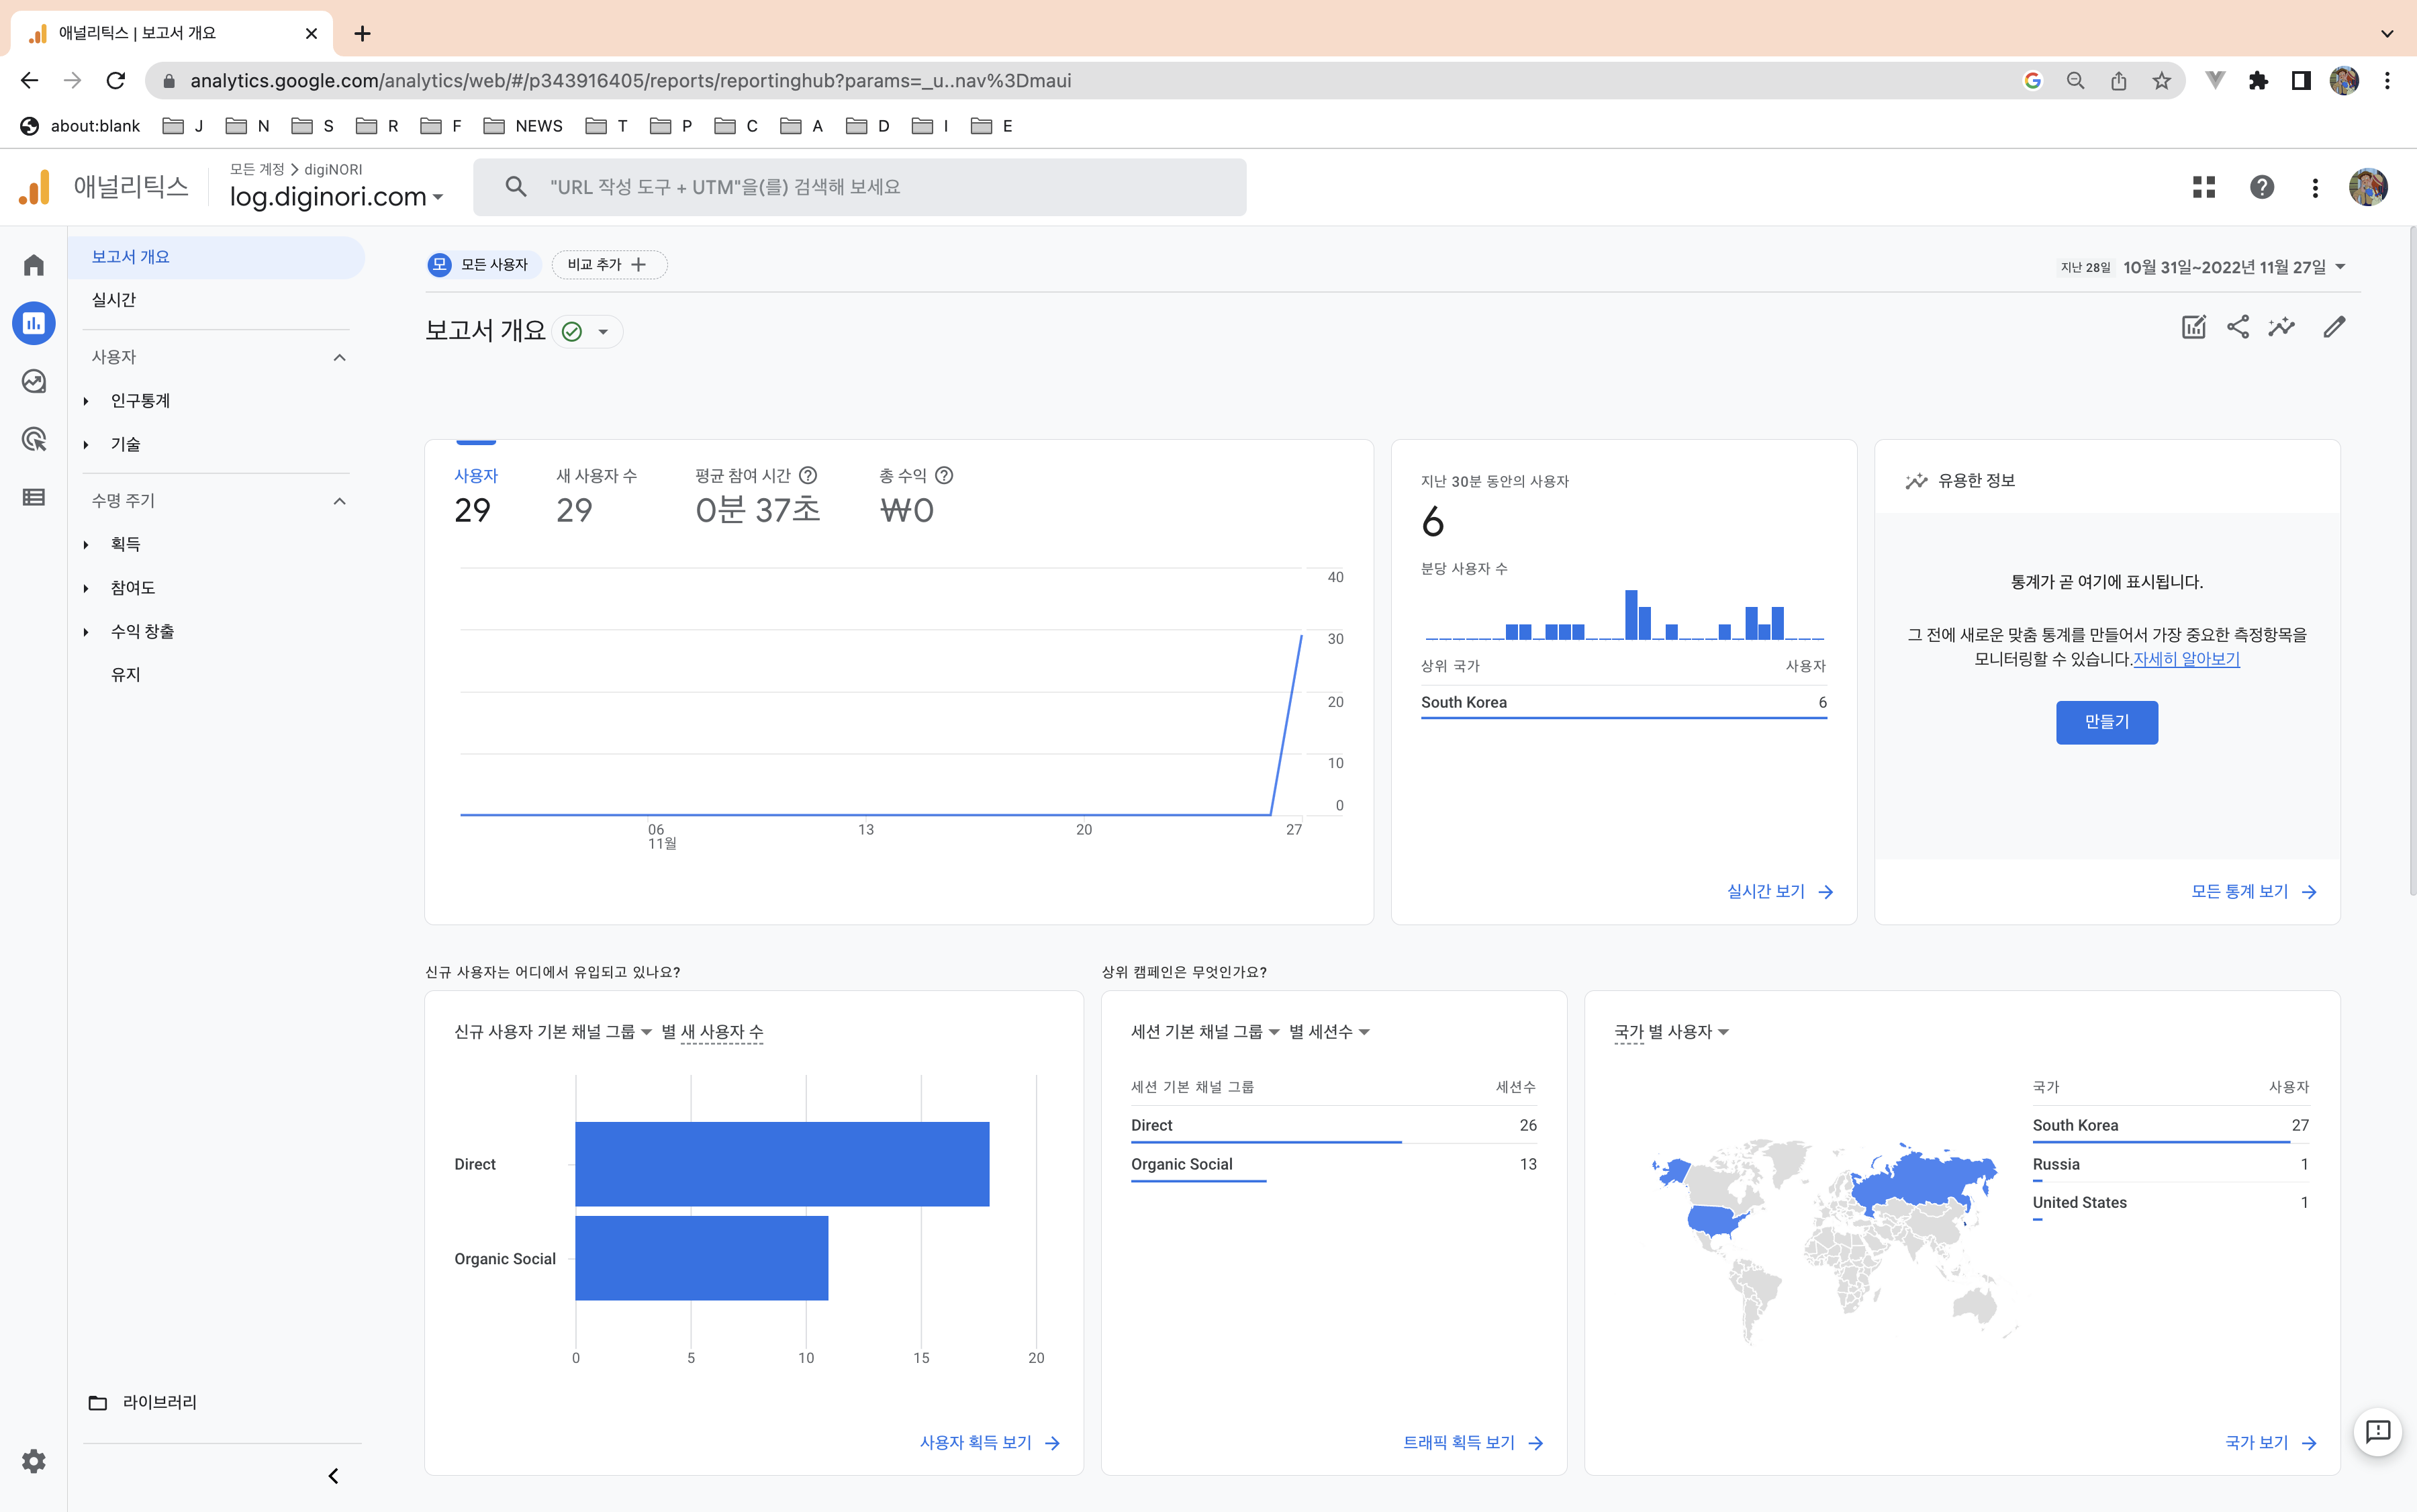 애널리틱스 | 보고서 개요
analytics.google.com/analytics/web/#/p343916405/reports/reportinghub?params=_u..nav%3Dmaui
about:blank J N S R F NEWS T P C A D I E
애널리틱스
모든 계정 > digiNORI
log.diginori.com
"URL 작성 도구 + UTM"을(를) 검색해 보세요
보고서 개요
실시간
사용자
인구통계
기술
수명 주기
획득
참여도
수익 창출
유지
라이브러리
모 모든 사용자
비교 추가 +
지난 28일 10월 31일~2022년 11월 27일
보고서 개요
사용자
29
새 사용자 수
29
평균 참여 시간
0분 37초
총 수익
₩0
40
30
20
10
0
06
11월
13
20
27
지난 30분 동안의 사용자
6
분당 사용자 수
상위 국가 사용자
South Korea 6
실시간 보기
유용한 정보
통계가 곧 여기에 표시됩니다.
그 전에 새로운 맞춤 통계를 만들어서 가장 중요한 측정항목을
모니터링할 수 있습니다.자세히 알아보기
만들기
모든 통계 보기
신규 사용자는 어디에서 유입되고 있나요?
신규 사용자 기본 채널 그룹 별 새 사용자 수
Direct
Organic Social
0 5 10 15 20
사용자 획득 보기
상위 캠페인은 무엇인가요?
세션 기본 채널 그룹 별 세션수
세션 기본 채널 그룹 세션수
Direct 26
Organic Social 13
트래픽 획득 보기
국가 별 사용자
국가 사용자
South Korea 27
Russia 1
United States 1
국가 보기